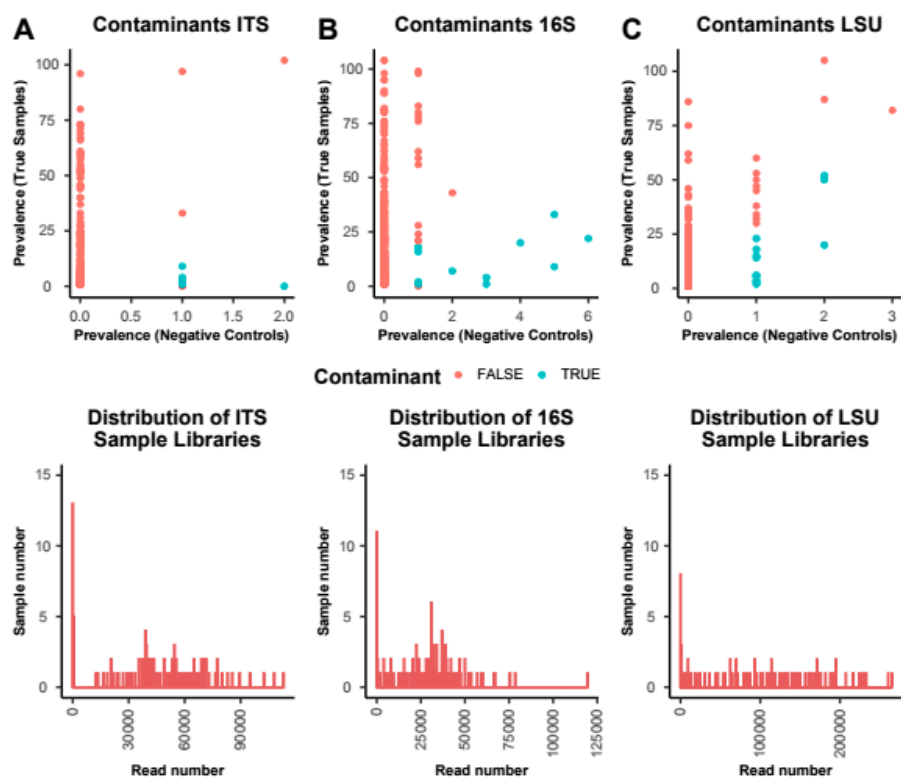 A Contaminants ITS
100
75
50
25
0
Prevalence (True Samples)
0.0 0.5 1.0 1.5 2.0
Prevalence (Negative Controls)
B Contaminants 16S
100
75
50
25
0
Prevalence (True Samples)
0 2 4 6
Prevalence (Negative Controls)
C Contaminants LSU
100
75
50
25
0
Prevalence (True Samples)
0 1 2 3
Prevalence (Negative Controls)
Contaminant FALSE TRUE
Distribution of ITS
Sample Libraries
15
10
5
0
Sample number
0 30000 60000 90000
Read number
Distribution of 16S
Sample Libraries
15
10
5
0
Sample number
0 25000 50000 75000 100000 125000
Read number
Distribution of LSU
Sample Libraries
15
10
5
0
Sample number
0 100000 200000
Read number